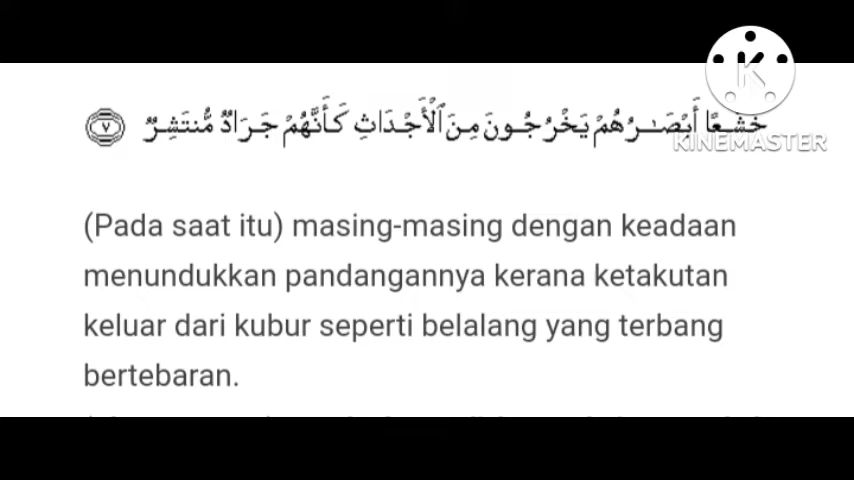 خُشَّعًا أَبْصَـٰرُهُمْ يَخْرُجُونَ مِنَ ٱلْأَجْدَاثِ كَأَنَّهُمْ جَرَادٌ مُّنتَشِرٌ ٧
KINEMASTER
(Pada saat itu) masing-masing dengan keadaan
menundukkan pandangannya kerana ketakutan
keluar dari kubur seperti belalang yang terbang
bertebaran.